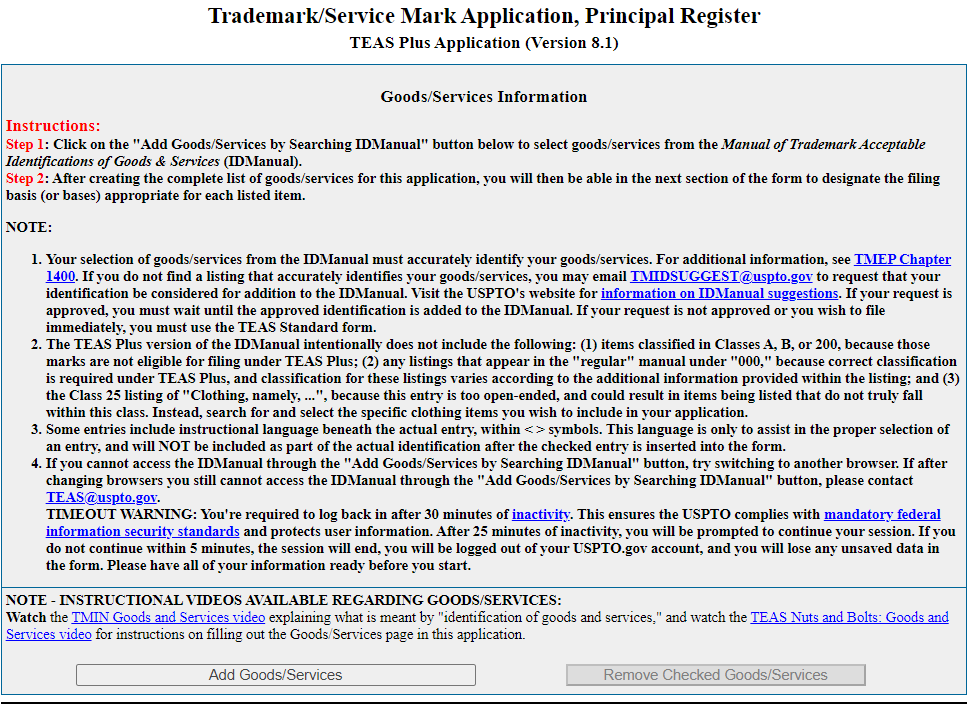 Trademark/Service Mark Application, Principal Register
TEAS Plus Application (Version 8.1)
Goods/Services Information
Instructions:
Step 1: Click on the "Add Goods/Services by Searching IDManual" button below to select goods/services from the Manual of Trademark Acceptable
Identifications of Goods & Services (IDManual).
Step 2: After creating the complete list of goods/services for this application, you will then be able in the next section of the form to designate the filing
basis (or bases) appropriate for each listed item.
NOTE:
1. Your selection of goods/services from the IDManual must accurately identify your goods/services. For additional information, see TMEP Chapter
1400. If you do not find a listing that accurately identifies your goods/services, you may email TMIDSUGGEST@uspto.gov to request that your
identification be considered for addition to the IDManual. Visit the USPTO's website for information on IDManual suggestions. If your request is
approved, you must wait until the approved identification is added to the IDManual. If your request is not approved or you wish to file
immediately, you must use the TEAS Standard form.
2. The TEAS Plus version of the IDManual intentionally does not include the following: (1) items classified in Classes A, B, or 200, because those
marks are not eligible for filing under TEAS Plus; (2) any listings that appear in the "regular" manual under "000," because correct classification
is required under TEAS Plus, and classification for these listings varies according to the additional information provided within the listing; and (3)
the Class 25 listing of "Clothing, namely, ...", because this entry is too open-ended, and could result in items being listed that do not truly fall
within this class. Instead, search for and select the specific clothing items you wish to include in your application.
3. Some entries include instructional language beneath the actual entry, within < > symbols. This language is only to assist in the proper selection of
an entry, and will NOT be included as part of the actual identification after the checked entry is inserted into the form.
4. If you cannot access the IDManual through the "Add Goods/Services by Searching IDManual" button, try switching to another browser. If after
changing browsers you still cannot access the IDManual through the "Add Goods/Services by Searching IDManual" button, please contact
TEAS@uspto.gov.
TIMEOUT WARNING: You're required to log back in after 30 minutes of inactivity. This ensures the USPTO complies with mandatory federal
information security standards and protects user information. After 25 minutes of inactivity, you will be prompted to continue your session. If you
do not continue within 5 minutes, the session will end, you will be logged out of your USPTO.gov account, and you will lose any unsaved data in
the form. Please have all of your information ready before you start.
NOTE - INSTRUCTIONAL VIDEOS AVAILABLE REGARDING GOODS/SERVICES:
Watch the TMIN Goods and Services video explaining what is meant by "identification of goods and services," and watch the TEAS Nuts and Bolts: Goods and
Services video for instructions on filling out the Goods/Services page in this application.
Add Goods/Services
Remove Checked Goods/Services